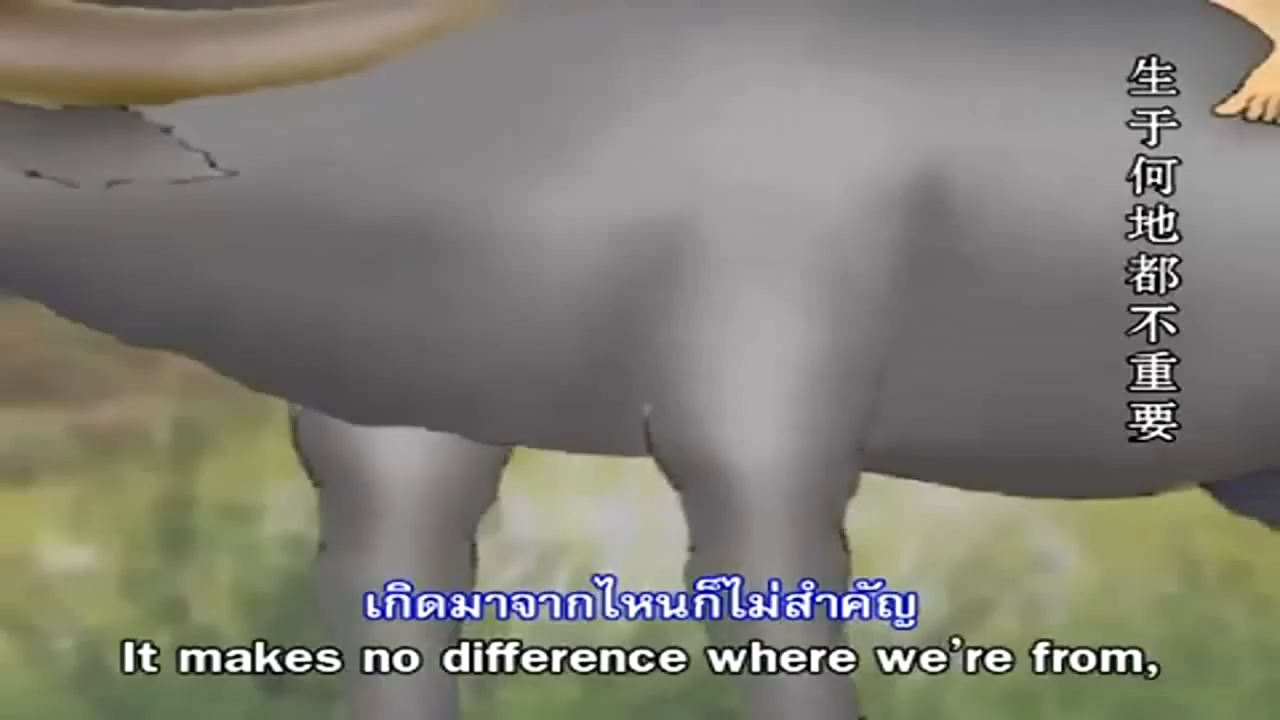 生于何地都不重要
เกิดมาจากไหนก็ไม่สำคัญ
It makes no difference where we're from,